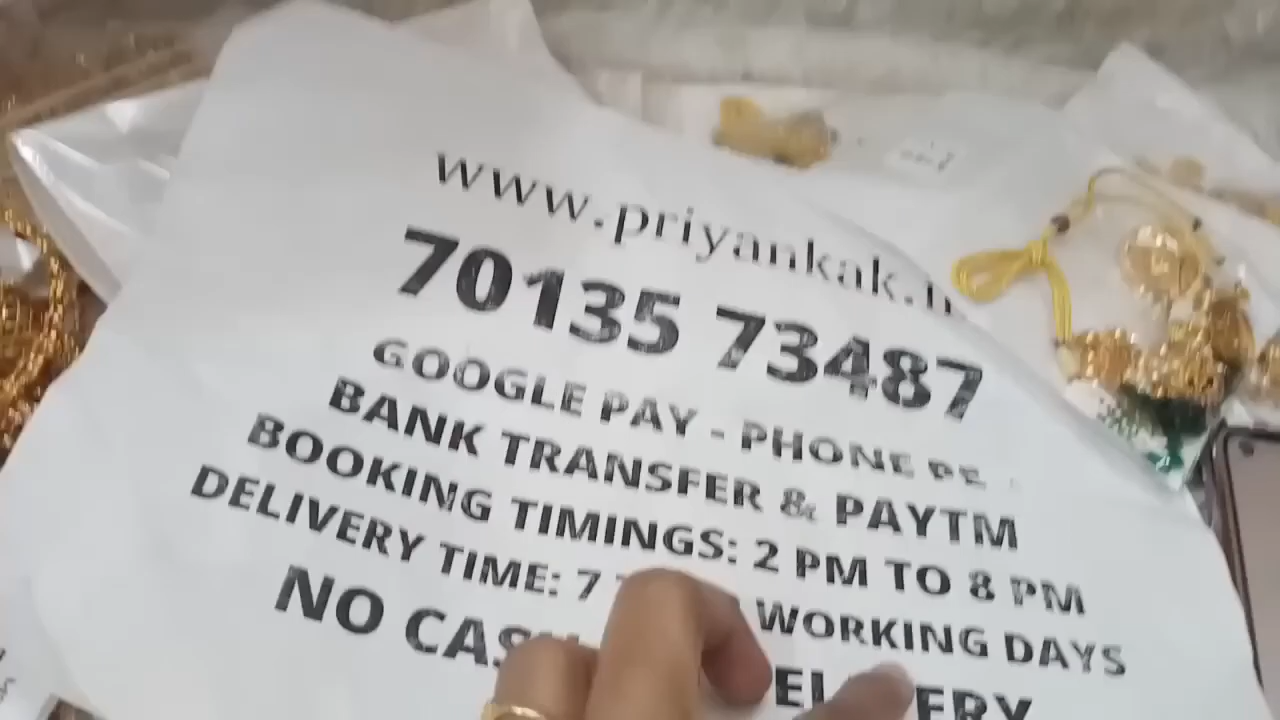 www.priyankak.
70135 73487
GOOGLE PAY - PHONE PE
BANK TRANSFER & PAYTM
BOOKING TIMINGS: 2 PM TO 8 PM
DELIVERY TIME: 7 WORKING DAYS
NO